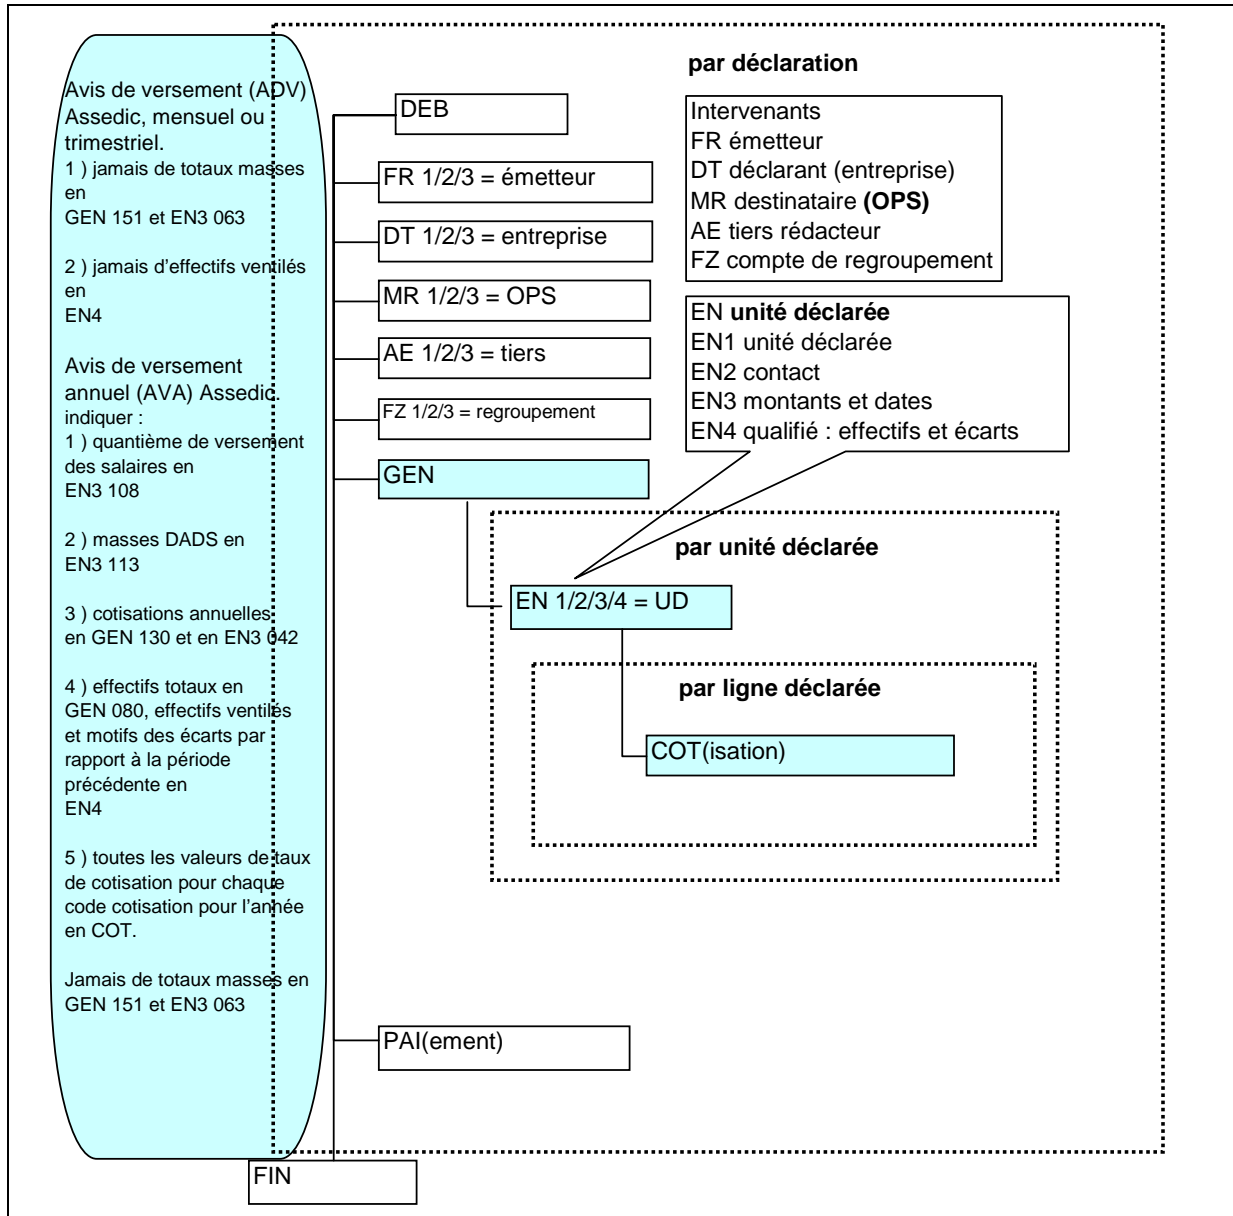 Avis de versement (ADV)
Assedic, mensuel ou
trimestriel.
1 ) jamais de totaux masses
en
GEN 151 et EN3 063
2 ) jamais d'effectifs ventilés
en
EN4
Avis de versement
annuel (AVA) Assedic.
indiquer :
1 ) quantième de versement
des salaires en
EN3 108
2 ) masses DADS en
EN3 113
3 ) cotisations annuelles
en GEN 130 et en EN3 042
4 ) effectifs totaux en
GEN 080, effectifs ventilés
et motifs des écarts par
rapport à la période
précédente en
EN4
5 ) toutes les valeurs de taux
de cotisation pour chaque
code cotisation pour l'année
en COT.
Jamais de totaux masses en
GEN 151 et EN3 063
DEB
FR 1/2/3 = émetteur
DT 1/2/3 = entreprise
MR 1/2/3 = OPS
AE 1/2/3 = tiers
FZ 1/2/3 = regroupement
GEN
par déclaration
Intervenants
FR émetteur
DT déclarant (entreprise)
MR destinataire (OPS)
AE tiers rédacteur
FZ compte de regroupement
EN unité déclarée
EN1 unité déclarée
EN2 contact
EN3 montants et dates
EN4 qualifié : effectifs et écarts
par unité déclarée
EN 1/2/3/4 = UD
par ligne déclarée
COT(isation)
PAI(ement)
FIN